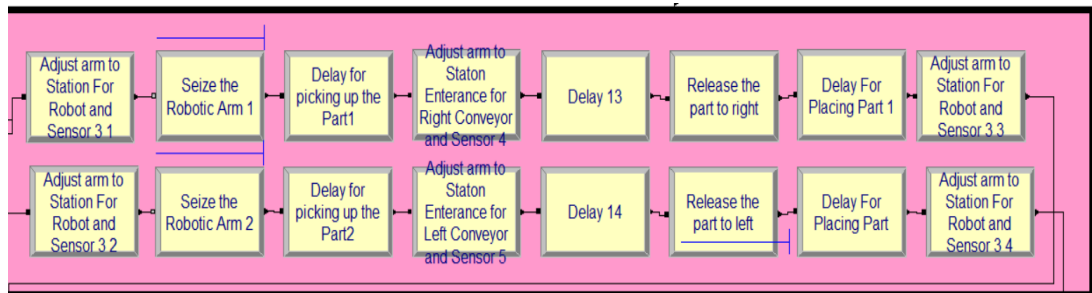 Adjust arm to
Station For
Robot and
Sensor 3 1
Seize the
Robotic Arm 1
Delay for
picking up the
Part1
Adjust arm to
Staton
Enterance for
Right Conveyor
and Sensor 4
Delay 13
Release the
part to right
Delay For
Placing Part 1
Adjust arm to
Station For
Robot and
Sensor 3 3
Adjust arm to
Station For
Robot and
Sensor 3 2
Seize the
Robotic Arm 2
Delay for
picking up the
Part2
Adjust arm to
Staton
Enterance for
Left Conveyor
and Sensor 5
Delay 14
Release the
part to left
Delay For
Placing Part
Adjust arm to
Station For
Robot and
Sensor 3 4